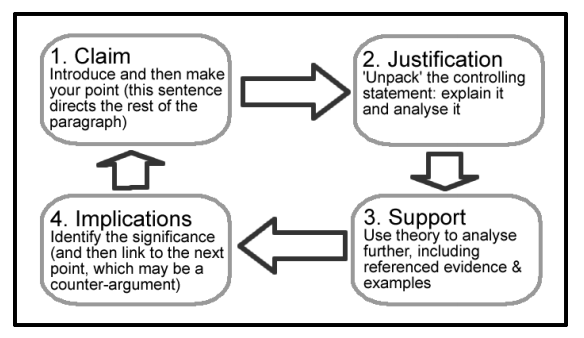 1. Claim
Introduce and then make
your point (this sentence
directs the rest of the
paragraph)
2. Justification
'Unpack' the controlling
statement: explain it
and analyse it
3. Support
Use theory to analyse
further, including
referenced evidence &
examples
4. Implications
Identify the significance
(and then link to the next
point, which may be a
counter-argument)